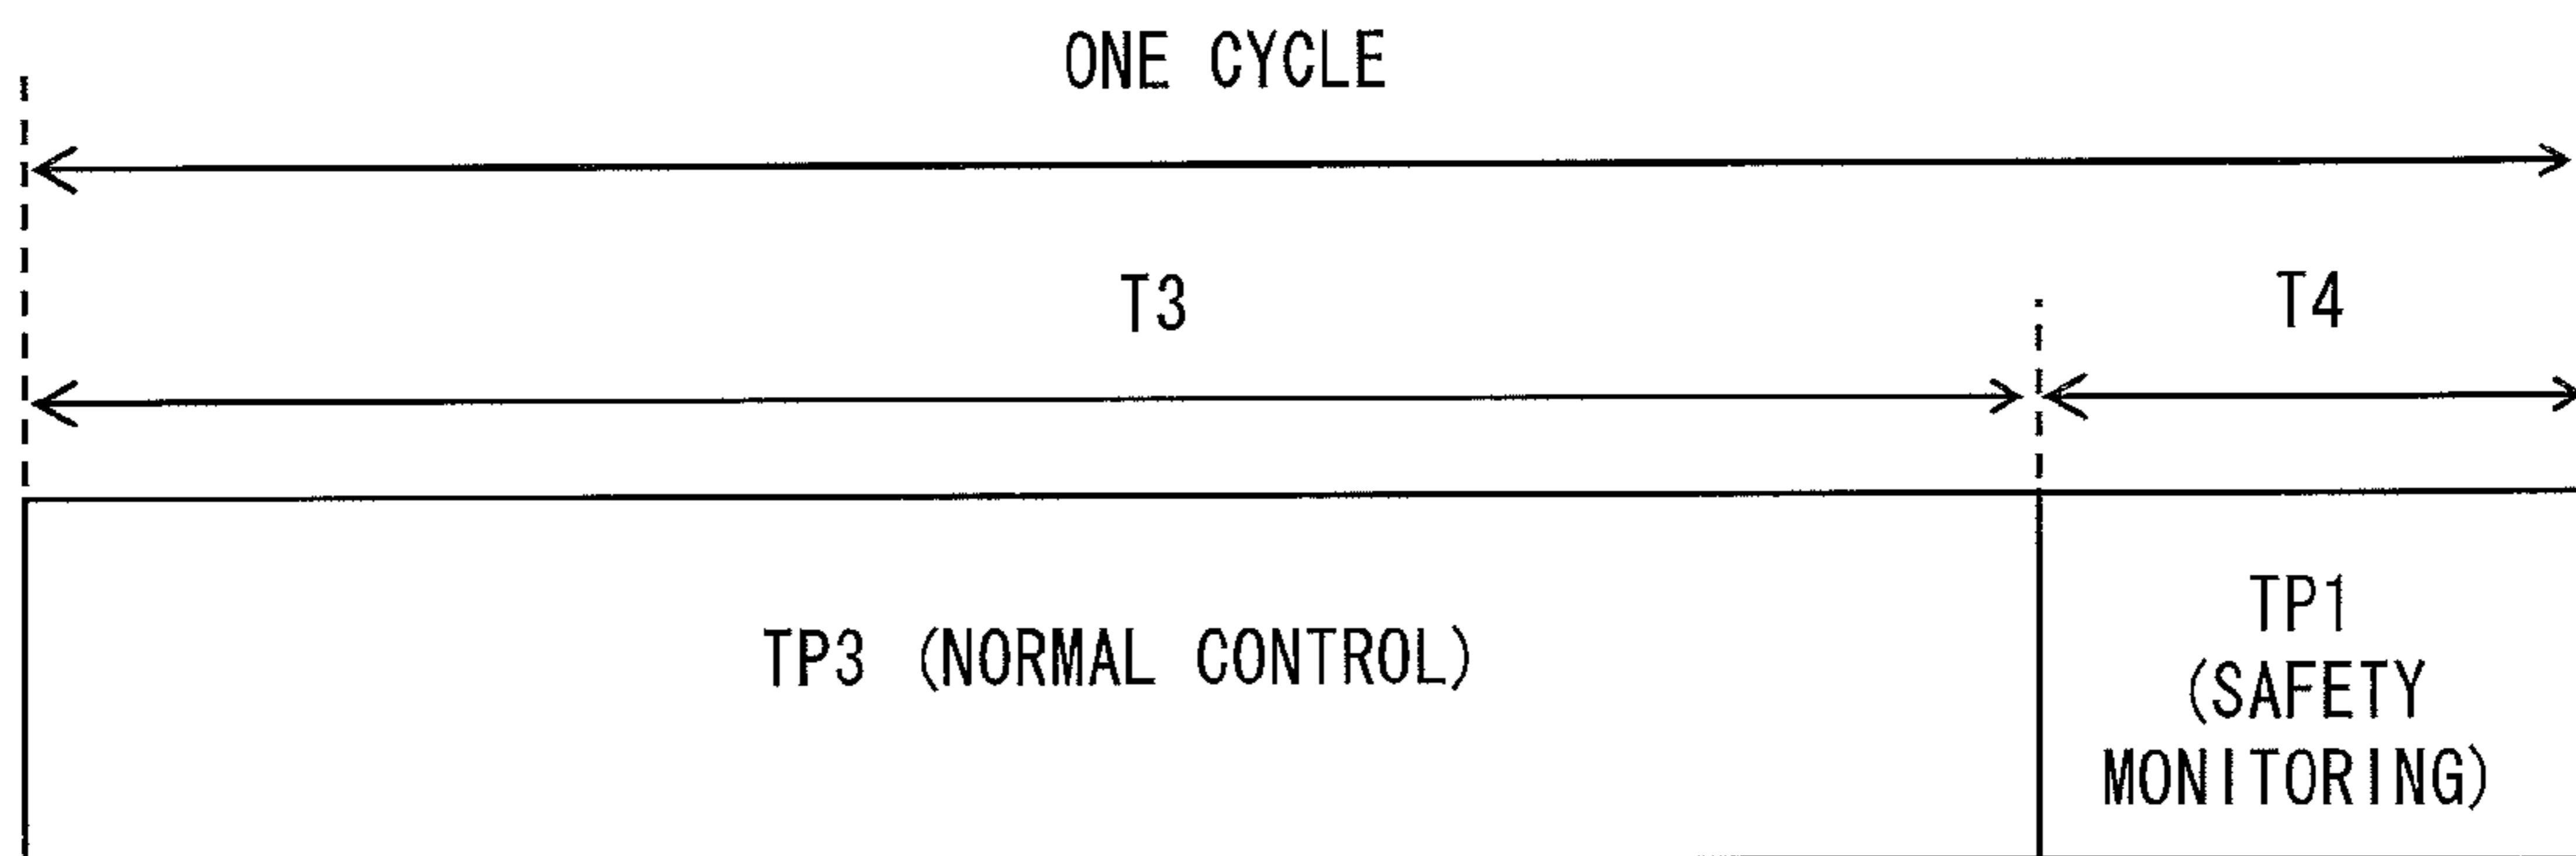 ONE CYCLE
T3
T4
TP3 (NORMAL CONTROL)
TP1
(SAFETY
MONITORING)